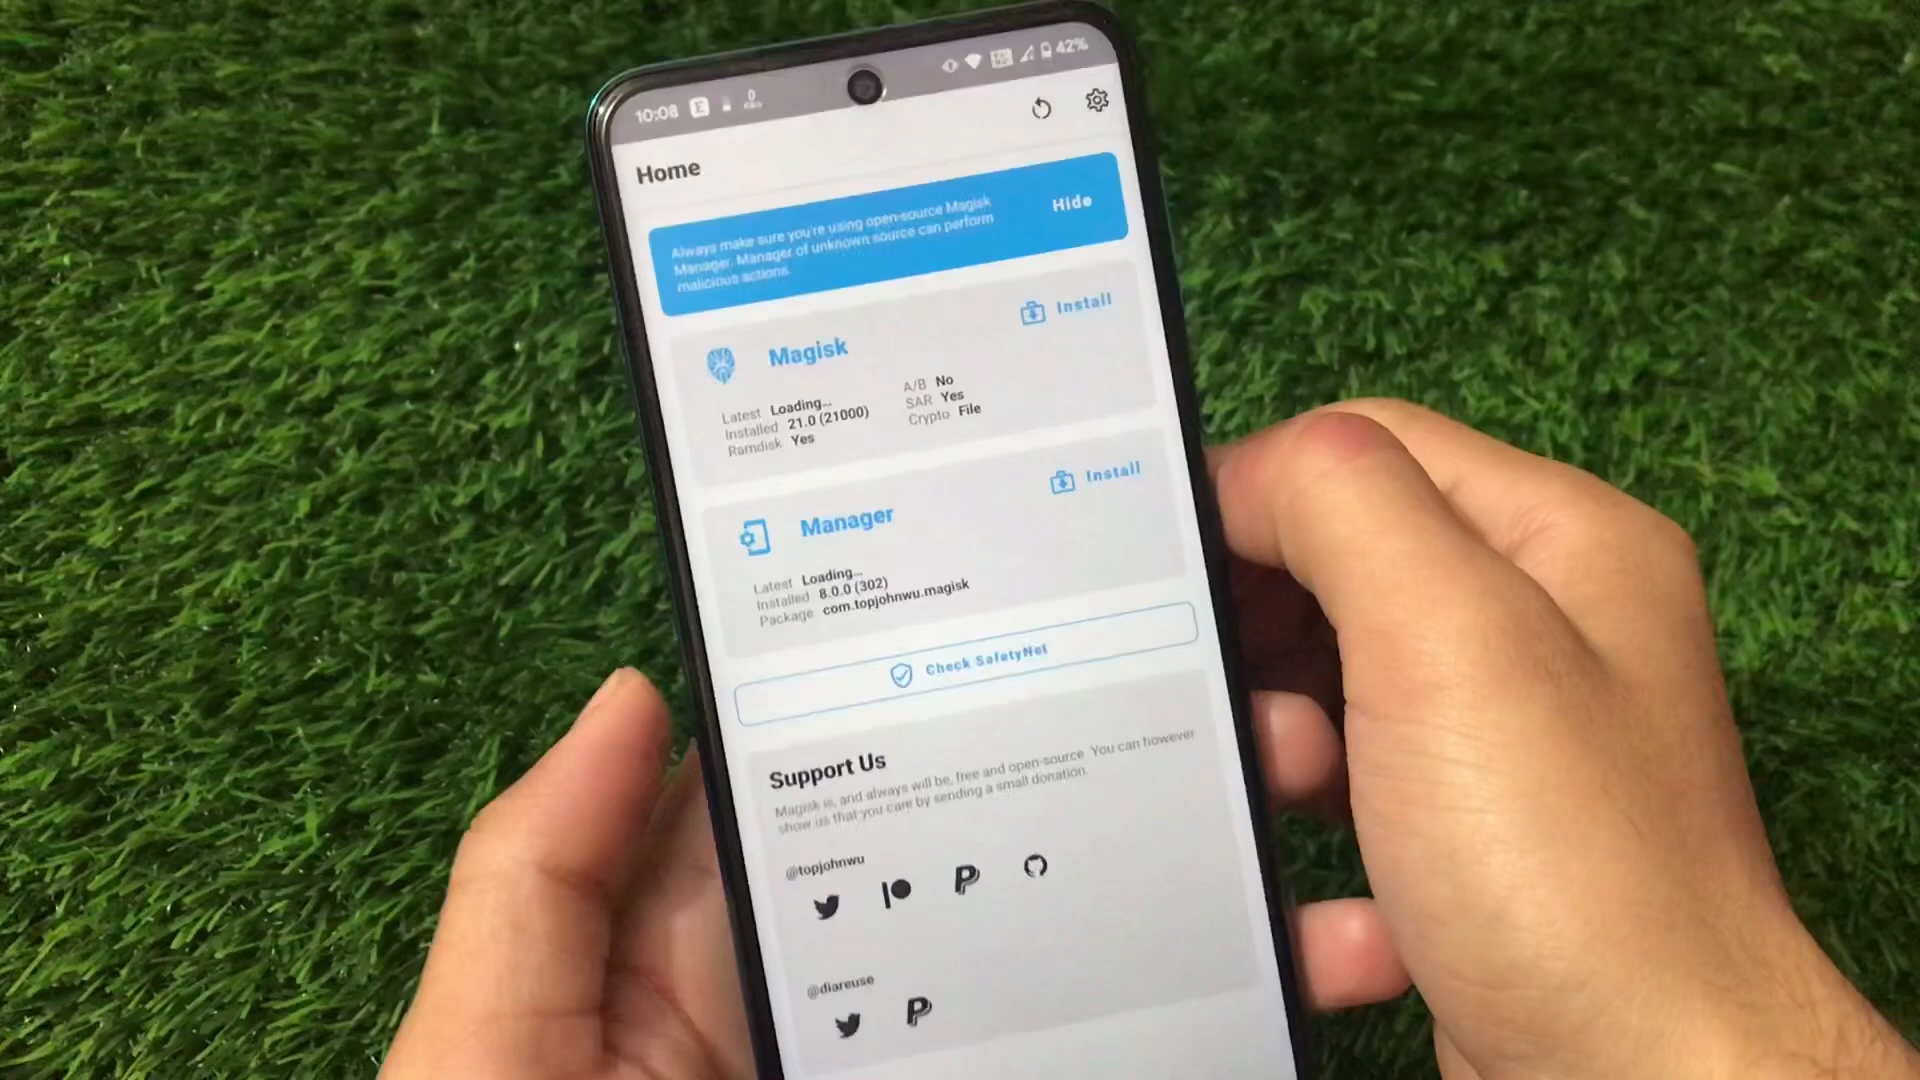 10:08 E 0 42%
Home
Always make sure you're using open-source Magisk
Manager. Manager of unknown source can perform
malicious actions.
Hide
Magisk
Install
Latest Loading...
Installed 21.0 (21000)
Ramdisk Yes
A/B No
SAR Yes
Crypto File
Manager
Install
Latest Loading...
Installed 8.0.0 (302)
Package com.topjohnwu.magisk
Check SafetyNet
Support Us
Magisk is, and always will be, free and open-source. You can however
show us that you care by sending a small donation.
@topjohnwu
@diareuse